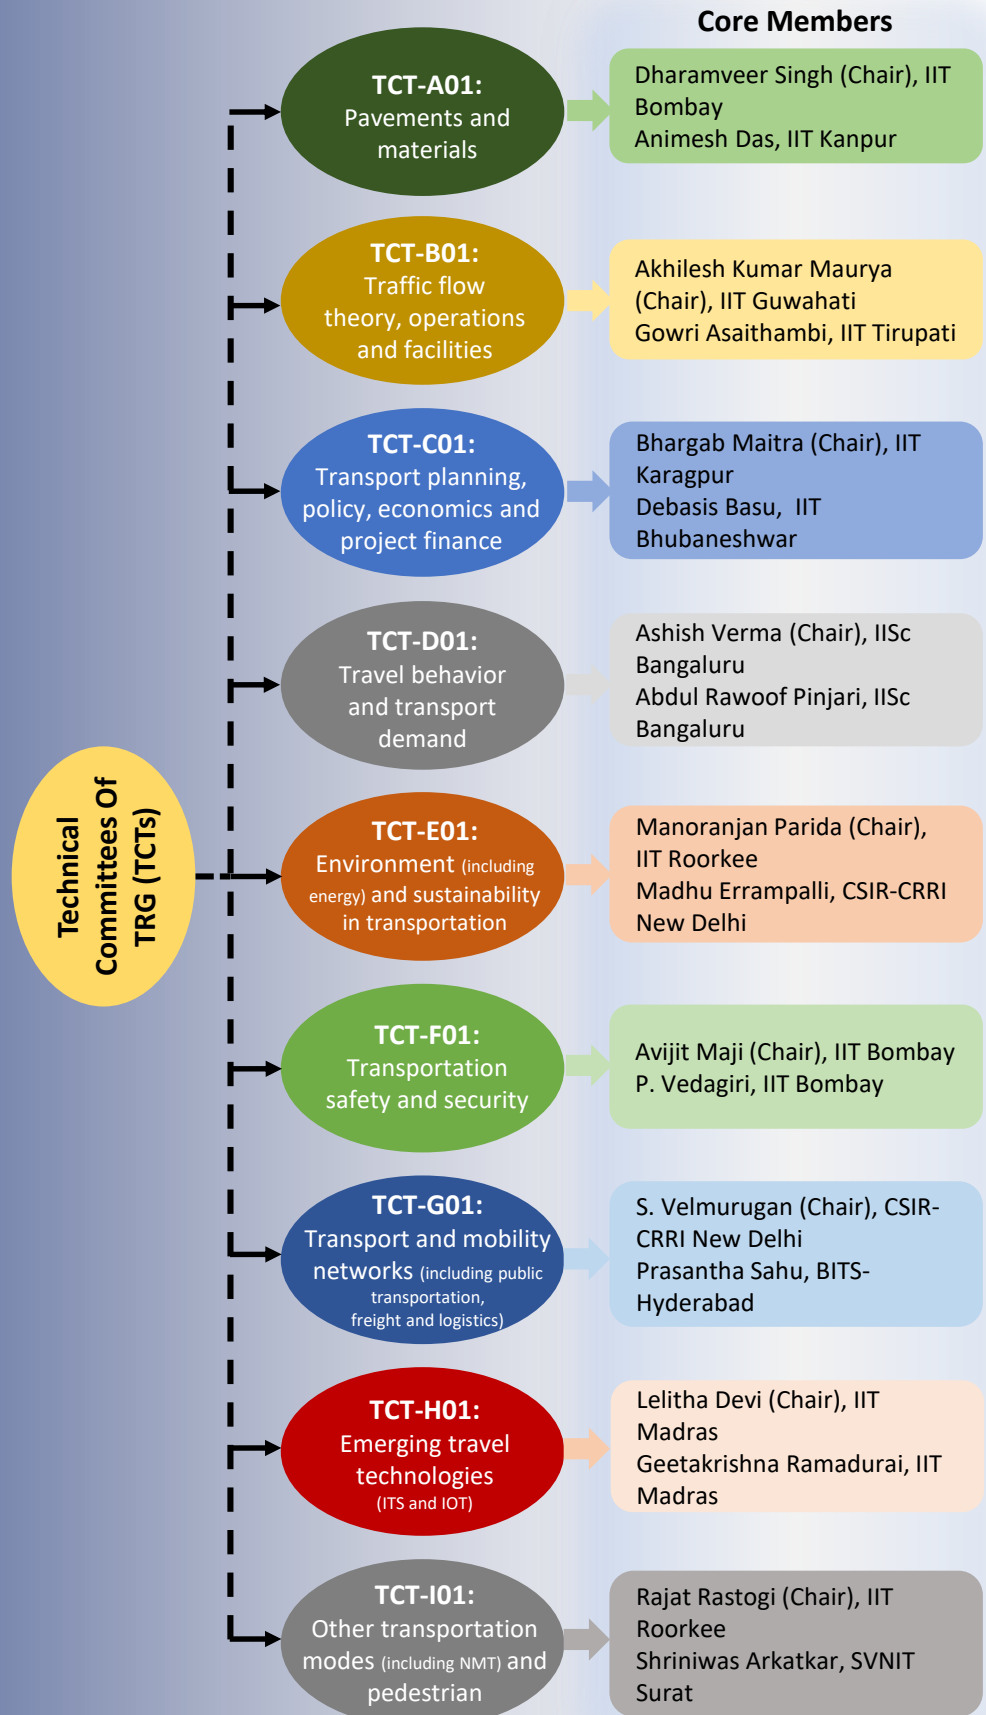 Core Members
Technical
Committees Of
TRG (TCTs)
TCT-A01:
Pavements and
materials
Dharamveer Singh (Chair), IIT
Bombay
Animesh Das, IIT Kanpur
TCT-B01:
Traffic flow
theory, operations
and facilities
Akhilesh Kumar Maurya
(Chair), IIT Guwahati
Gowri Asaithambi, IIT Tirupati
TCT-C01:
Transport planning,
policy, economics and
project finance
Bhargab Maitra (Chair), IIT
Karagpur
Debasis Basu, IIT
Bhubaneshwar
TCT-D01:
Travel behavior
and transport
demand
Ashish Verma (Chair), IISc
Bangaluru
Abdul Rawoof Pinjari, IISc
Bangaluru
TCT-E01:
Environment (including
energy) and sustainability
in transportation
Manoranjan Parida (Chair),
IIT Roorkee
Madhu Errampalli, CSIR-CRRI
New Delhi
TCT-F01:
Transportation
safety and security
Avijit Maji (Chair), IIT Bombay
P. Vedagiri, IIT Bombay
TCT-G01:
Transport and mobility
networks (including public
transportation,
freight and logistics)
S. Velmurugan (Chair), CSIR-
CRRI New Delhi
Prasantha Sahu, BITS-
Hyderabad
TCT-H01:
Emerging travel
technologies
(ITS and IOT)
Lelitha Devi (Chair), IIT
Madras
Geetakrishna Ramadurai, IIT
Madras
TCT-I01:
Other transportation
modes (including NMT) and
pedestrian
Rajat Rastogi (Chair), IIT
Roorkee
Shriniwas Arkatkar, SVNIT
Surat